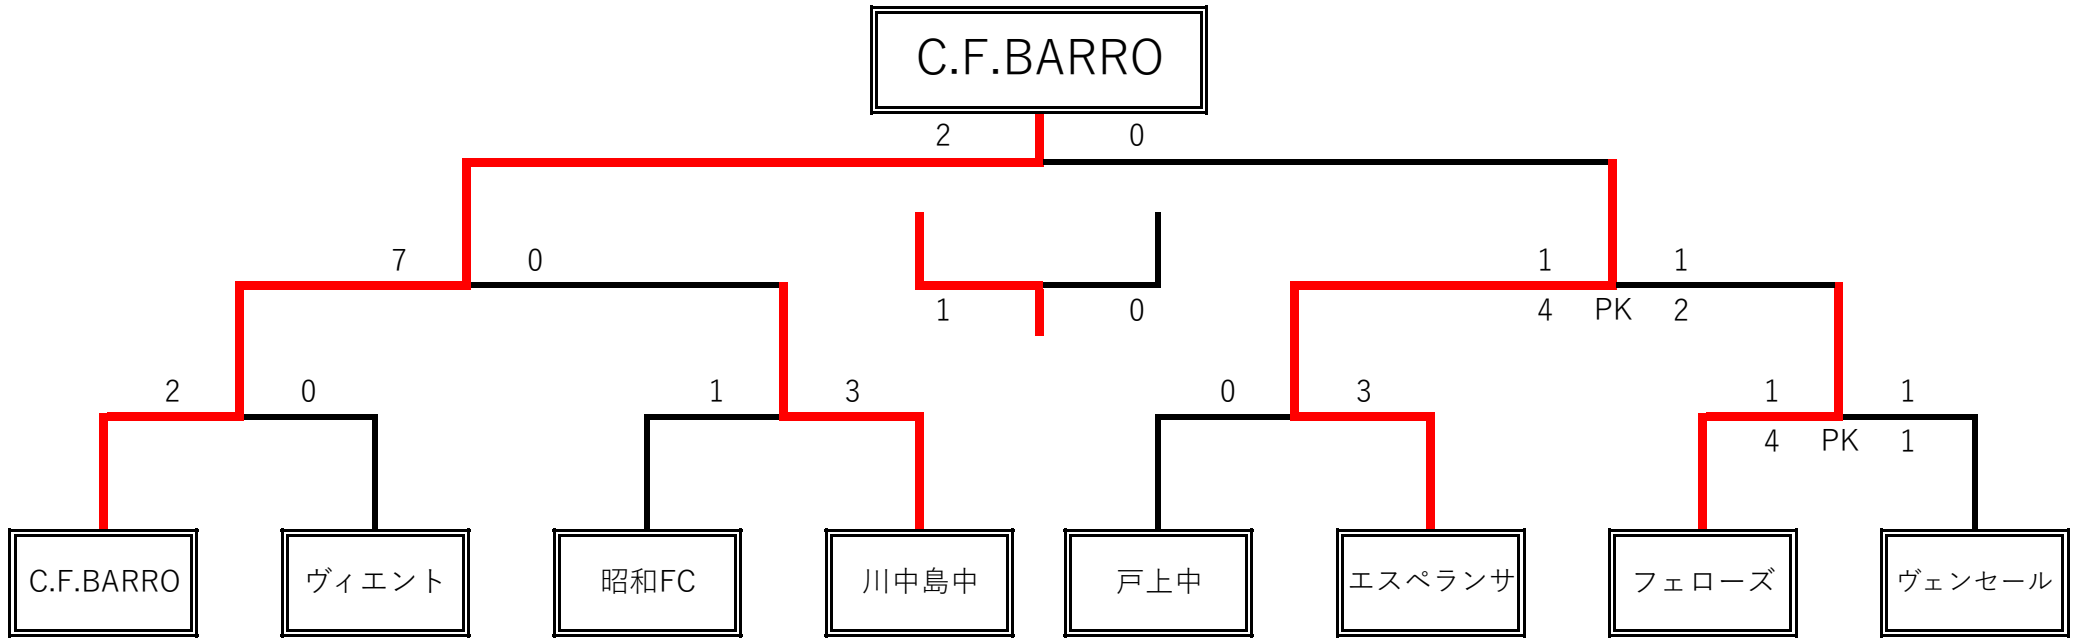 C.F.BARRO
2 0
7 0 1 1
1 0 4 PK 2
2 0 1 3 0 3 1 1
4 PK 1
C.F.BARRO ヴィエント 昭和FC 川中島中 戸上中 エスペランサ フェローズ ヴェンセール